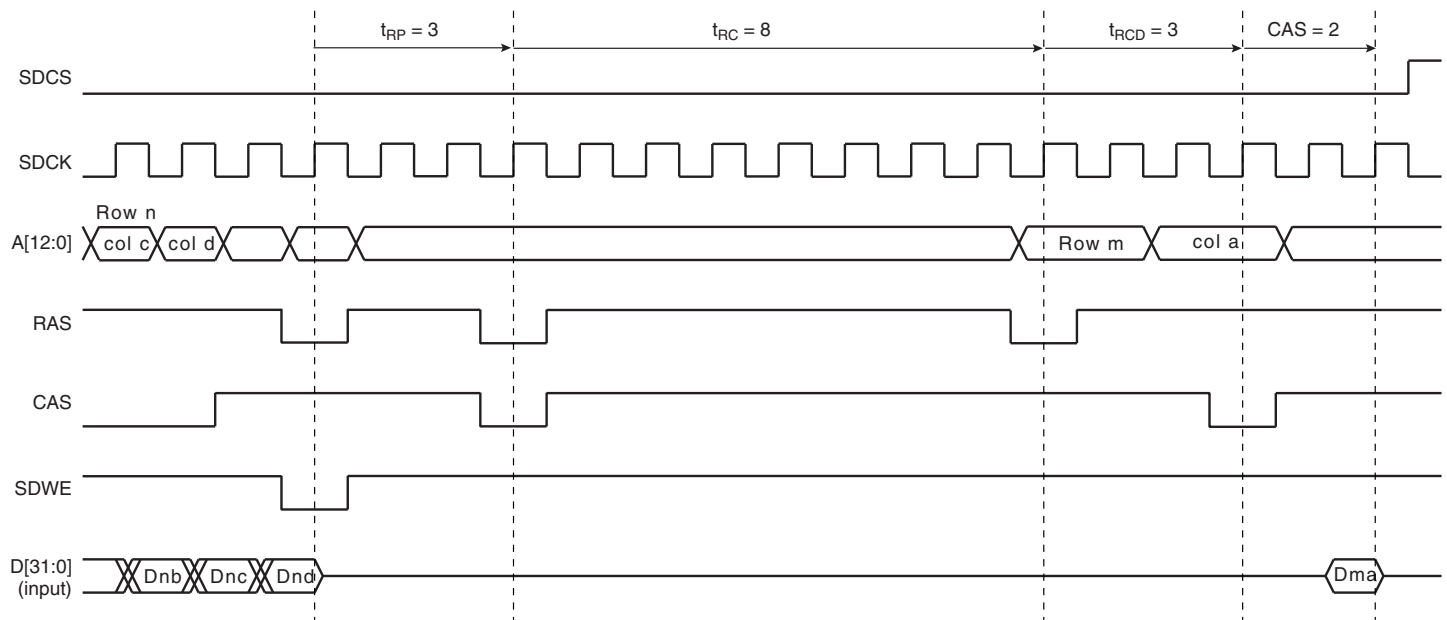 tRP = 3
tRC = 8
tRCD = 3
CAS = 2
SDCS
SDCK
Row n
A[12:0]
col c
col d
Row m
col a
RAS
CAS
SDWE
D[31:0]
(input)
Dnb
Dnc
Dnd
Dma